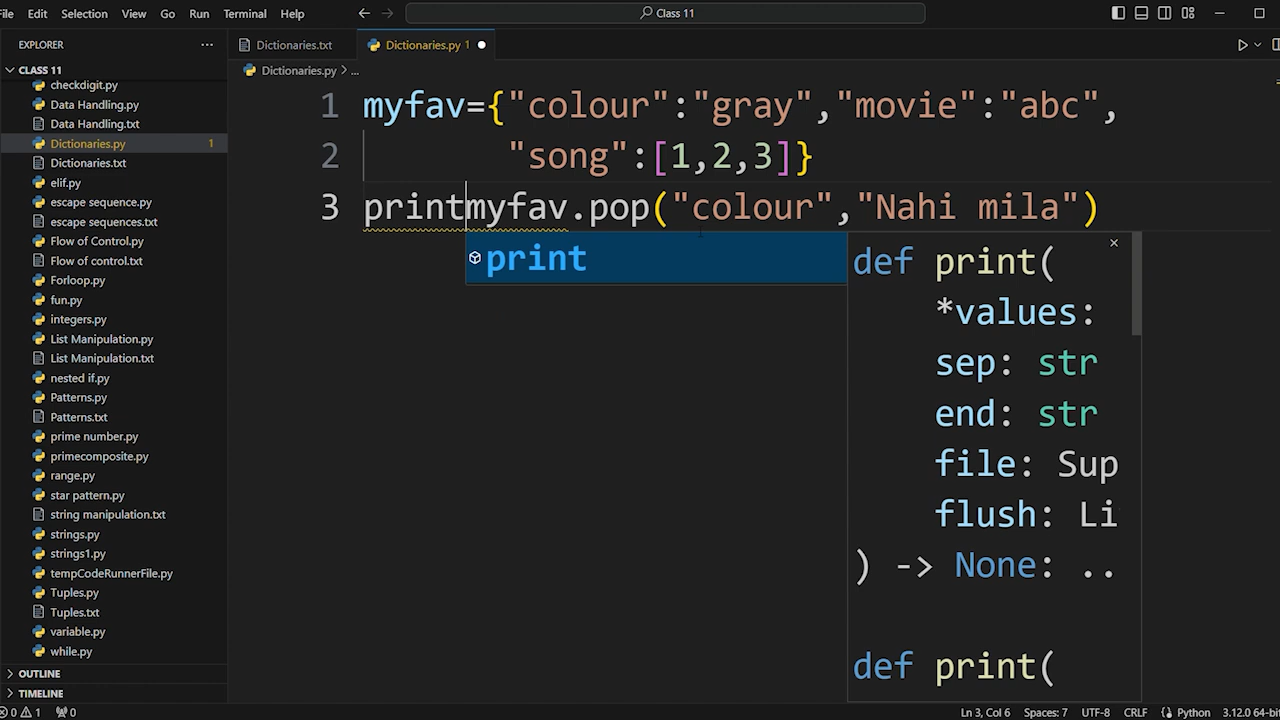 File Edit Selection View Go Run Terminal Help
Class 11
EXPLORER
CLASS 11
checkdigit.py
Data Handling.py
Data Handling.txt
Dictionaries.py 1
Dictionaries.txt
elif.py
escape sequence.py
escape sequences.txt
Flow of Control.py
Flow of control.txt
Forloop.py
fun.py
integers.py
List Manipulation.py
List Manipulation.txt
nested if.py
Patterns.py
Patterns.txt
prime number.py
primecomposite.py
range.py
star pattern.py
string manipulation.txt
strings.py
strings1.py
tempCodeRunnerFile.py
Tuples.py
Tuples.txt
variable.py
while.py
OUTLINE
TIMELINE
Dictionaries.txt Dictionaries.py 1
Dictionaries.py > ...
1 myfav={"colour":"gray","movie":"abc",
2 "song":[1,2,3]}
3 printmyfav.pop("colour","Nahi mila")
print
def print(
*values:
sep: str
end: str
file: Sup
flush: Li
) -> None: ..
def print(
0 1 0
Ln 3, Col 6 Spaces: 7 UTF-8 CRLF Python 3.12.0 64-bit